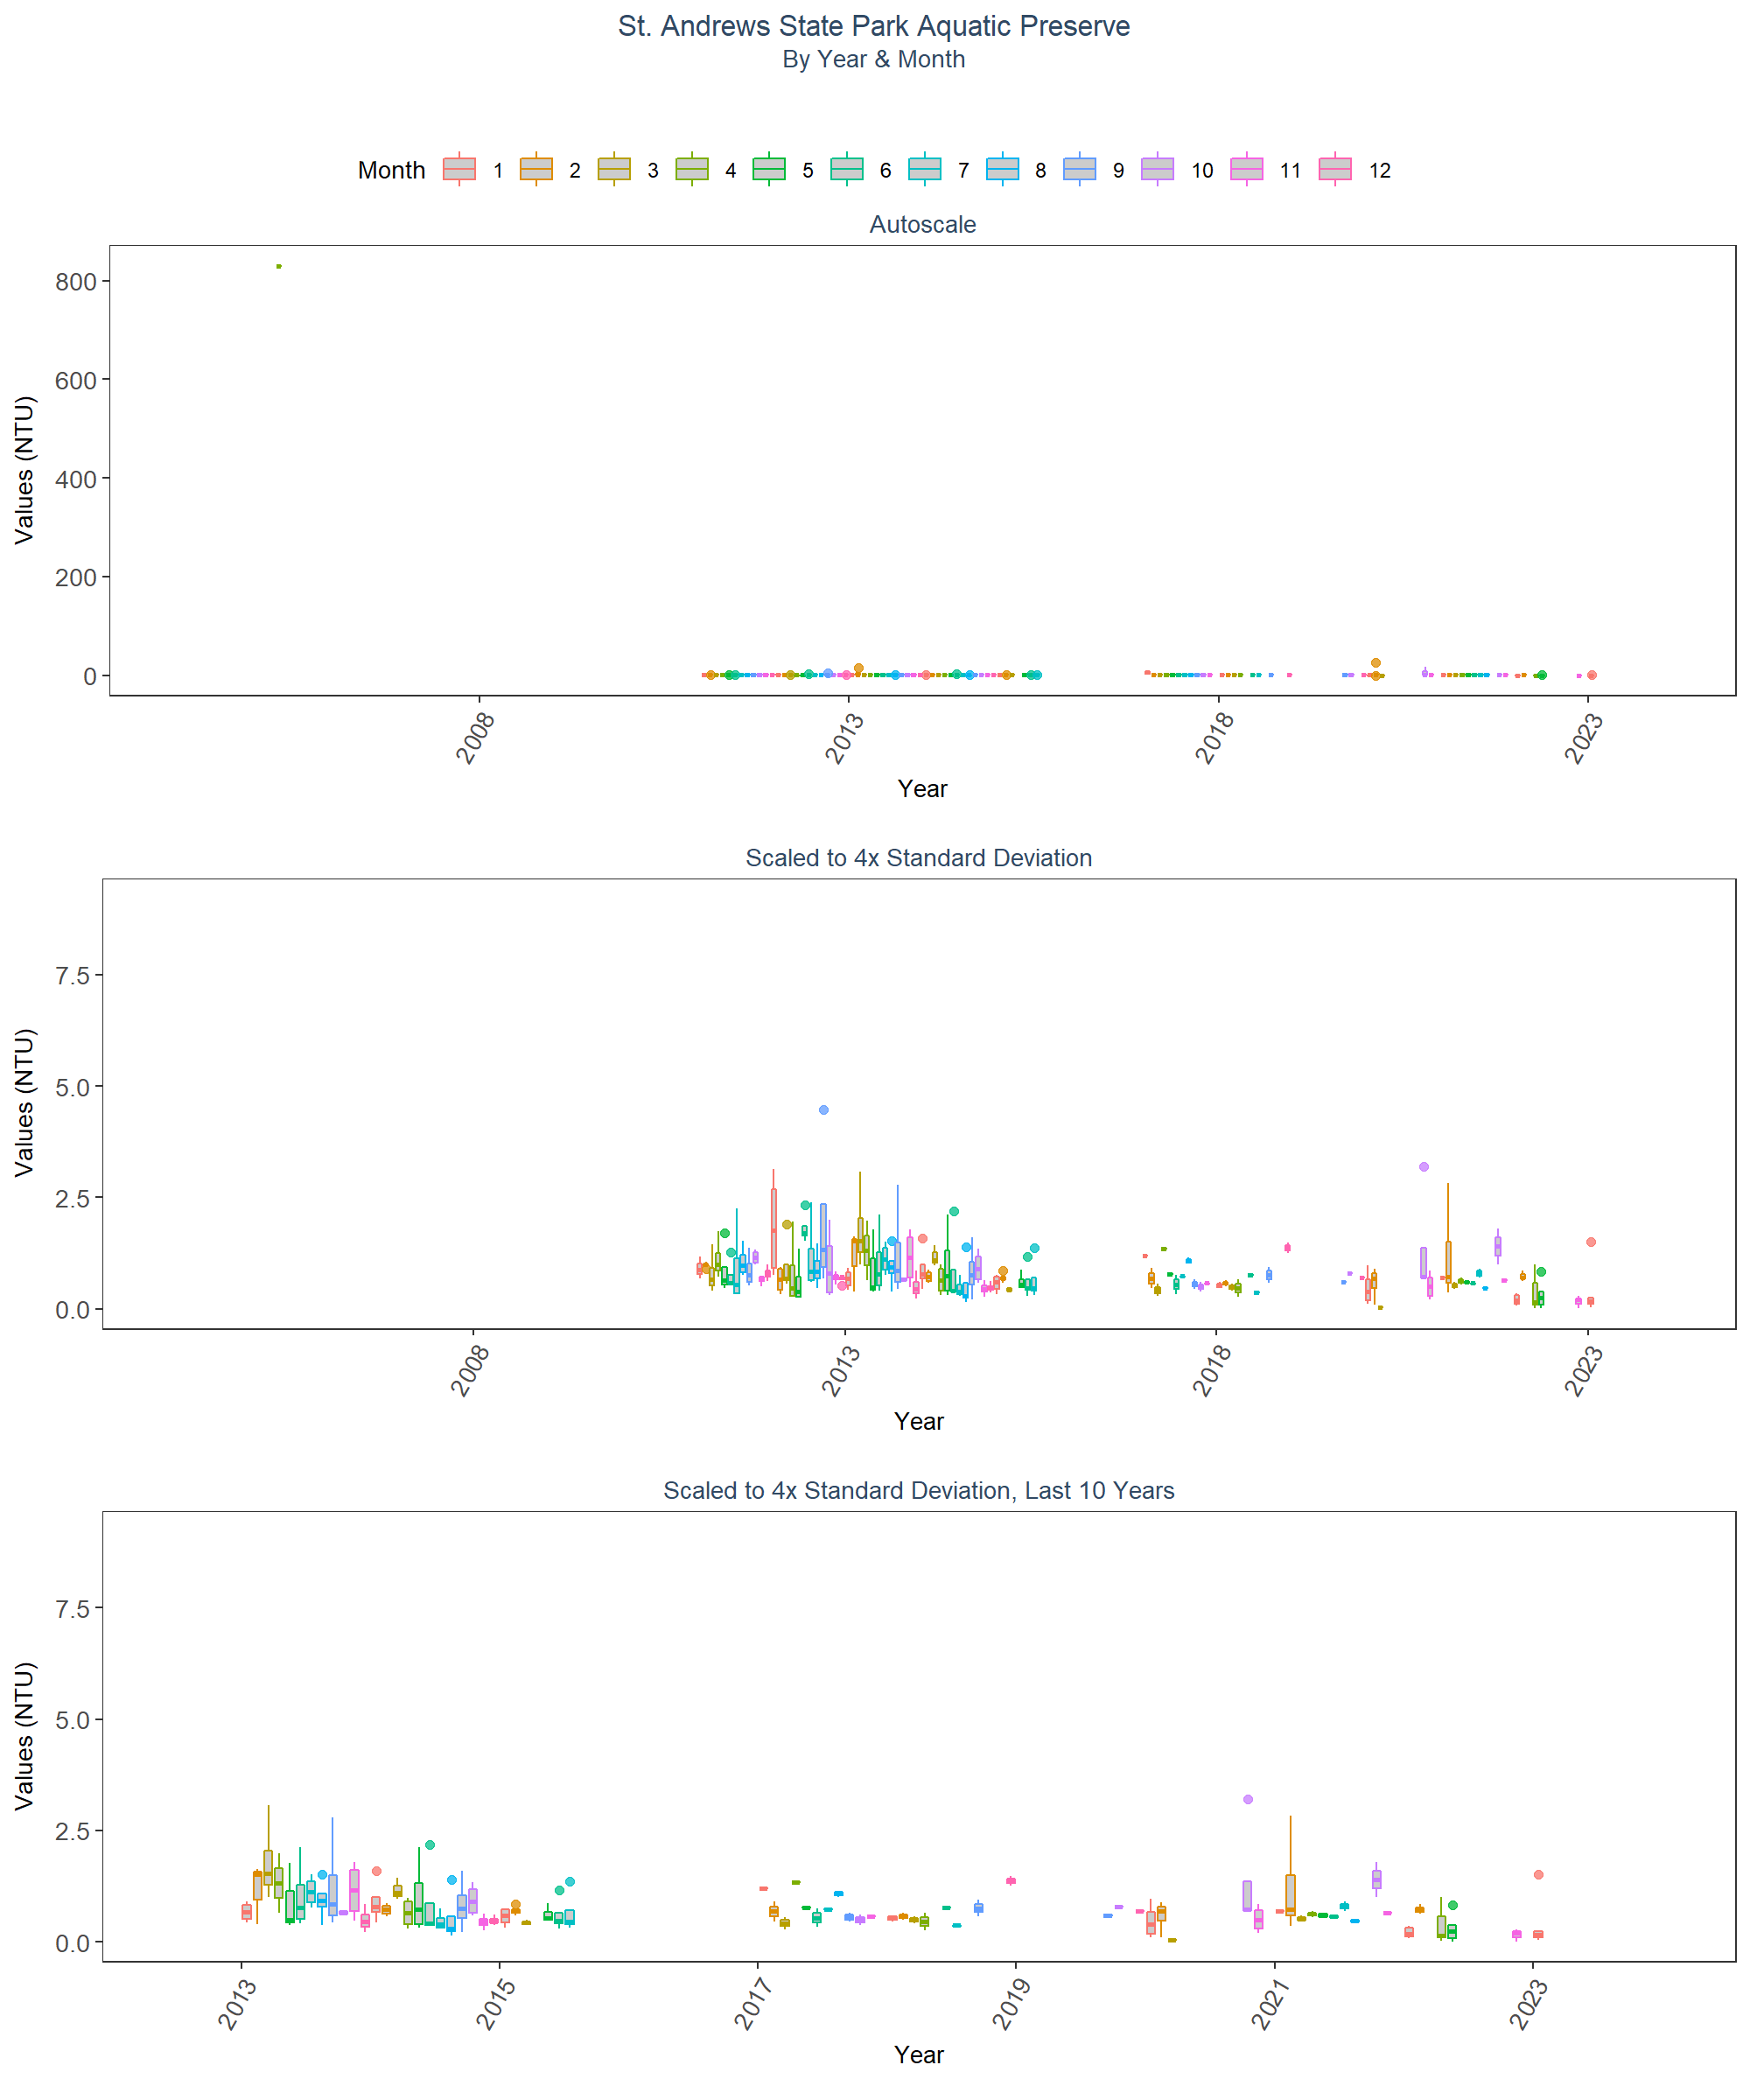 St. Andrews State Park Aquatic Preserve
By Year & Month
Month 1 2 3 4 5 6 7 8 9 10 11 12
Autoscale
800
600
400
200
0
Values (NTU)
2008 2013 2018 2023
Year
Scaled to 4x Standard Deviation
7.5
5.0
2.5
0.0
Values (NTU)
2008 2013 2018 2023
Year
Scaled to 4x Standard Deviation, Last 10 Years
7.5
5.0
2.5
0.0
Values (NTU)
2013 2015 2017 2019 2021 2023
Year